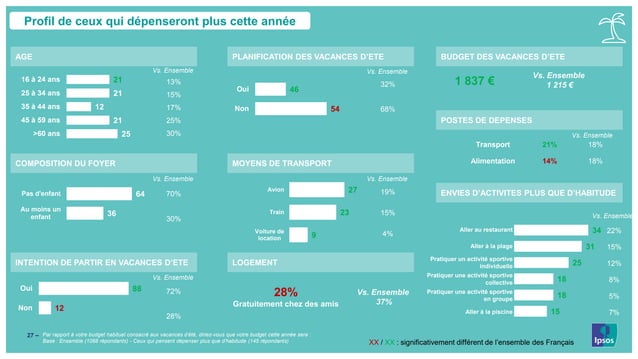 Profil de ceux qui dépenseront plus cette année
AGE
Vs. Ensemble
16 à 24 ans 21 13%
25 à 34 ans 21 15%
35 à 44 ans 12 17%
45 à 59 ans 21 25%
>60 ans 25 30%
COMPOSITION DU FOYER
Vs. Ensemble
Pas d'enfant 64 70%
Au moins un
enfant 36 30%
INTENTION DE PARTIR EN VACANCES D'ETE
Vs. Ensemble
Oui 88 72%
Non 12 28%
PLANIFICATION DES VACANCES D'ETE
Vs. Ensemble
Oui 46 32%
Non 54 68%
MOYENS DE TRANSPORT
Vs. Ensemble
Avion 27 19%
Train 23 15%
Voiture de
location 9 4%
LOGEMENT
28%
Gratuitement chez des amis
Vs. Ensemble
37%
BUDGET DES VACANCES D'ETE
1 837 €
Vs. Ensemble
1 215 €
POSTES DE DEPENSES
Vs. Ensemble
Transport 21% 18%
Alimentation 14% 18%
ENVIES D'ACTIVITES PLUS QUE D'HABITUDE
Vs. Ensemble
Aller au restaurant 34 22%
Aller à la plage 31 15%
Pratiquer un activité sportive
individuelle 25 12%
Pratiquer une activité sportive
collective 18 8%
Pratiquer une activité sportive
en groupe 18 5%
Aller à la piscine 15 7%
27 – Par rapport à votre budget habituel consacré aux vacances d'été, diriez-vous que votre budget cette année sera :
Base : Ensemble (1068 répondants) - Ceux qui pensent dépenser plus que d'habitude (145 répondants)
XX / XX : significativement différent de l'ensemble des Français
Ipsos